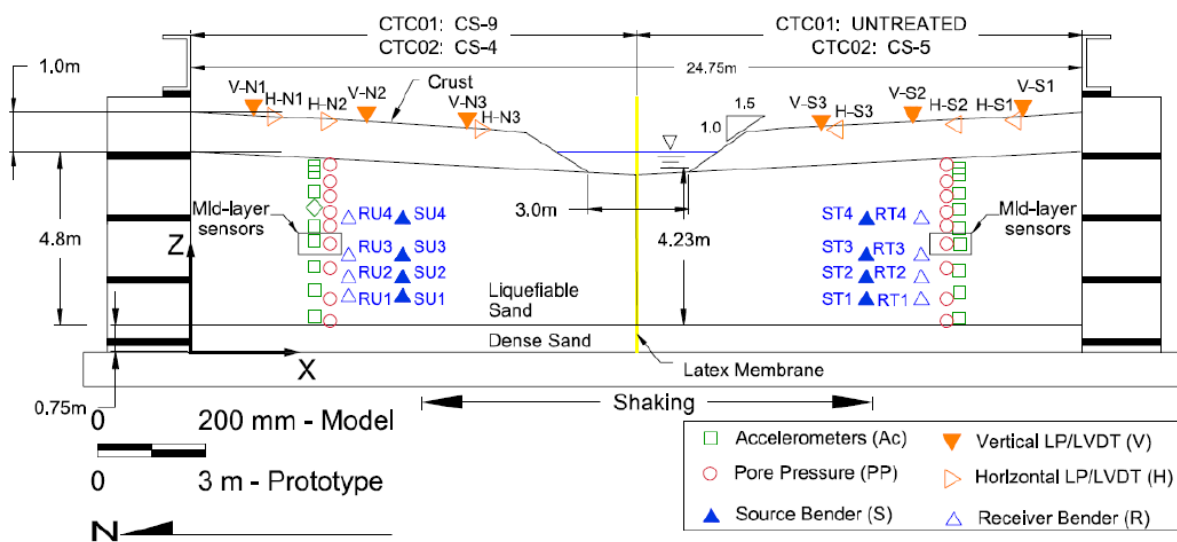 CTC01: CS-9
CTC02: CS-4
CTC01: UNTREATED
CTC02: CS-5
24.75m
1.0m
Crust
V-N1
H-N1
H-N2
V-N2
V-N3
H-N3
1.5
1.0
V-S3
H-S3
V-S2
H-S2
H-S1
V-S1
Mid-layer
sensors
RU4 SU4
RU3 SU3
RU2 SU2
RU1 SU1
3.0m
4.23m
ST4 RT4
ST3 RT3
ST2 RT2
ST1 RT1
Mid-layer
sensors
4.8m
Z
Liquefiable
Sand
Dense Sand
X
Latex Membrane
0.75m
Shaking
0 200 mm - Model
0 3 m - Prototype
N
Accelerometers (Ac)
Vertical LP/LVDT (V)
Pore Pressure (PP)
Horizontal LP/LVDT (H)
Source Bender (S)
Receiver Bender (R)